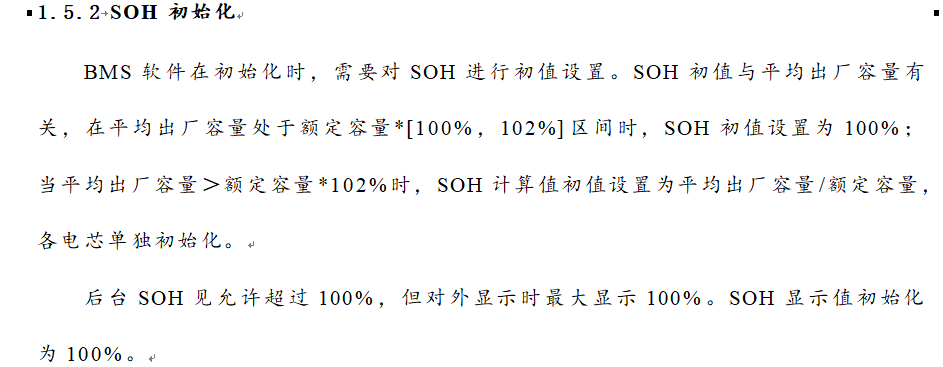 1.5.2 SOH 初始化
BMS 软件在初始化时，需要对 SOH 进行初值设置。SOH 初值与平均出厂容量有
关，在平均出厂容量处于额定容量*[100%，102%]区间时，SOH 初值设置为 100%；
当平均出厂容量＞额定容量*102%时，SOH 计算值初值设置为平均出厂容量/额定容量，
各电芯单独初始化。
后台 SOH 见允许超过 100%，但对外显示时最大显示 100%。SOH 显示值初始化
为 100%。